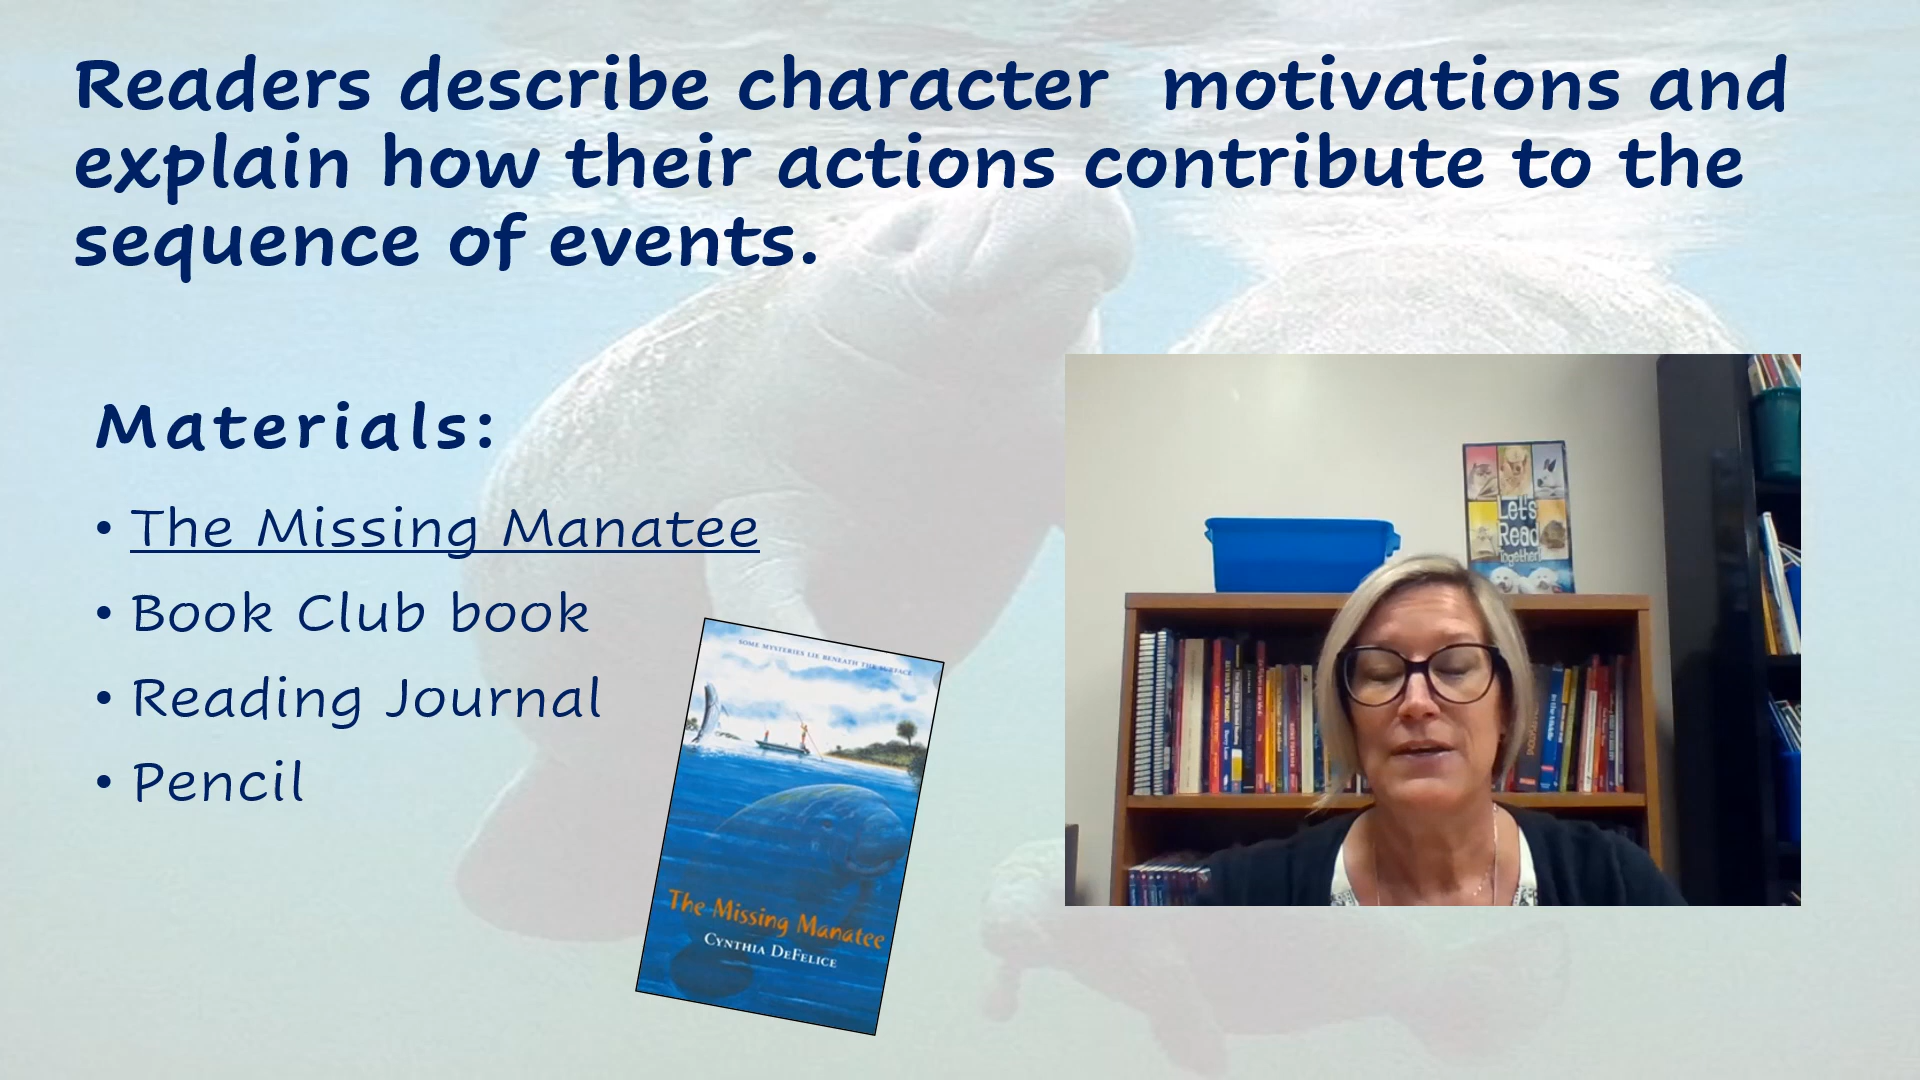 Readers describe character  motivations and
explain how their actions contribute to the
sequence of events.
Materials:
• The Missing Manatee
• Book Club book
• Reading Journal
• Pencil
SOME MYSTERIES LIE BENEATH THE SURFACE
The Missing Manatee
CYNTHIA DEFELICE
Let's
Read
Together!